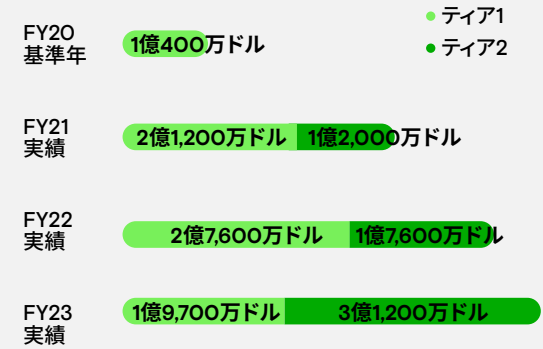 ティア1
ティア2
FY20
基準年
1億400万ドル
FY21
実績
2億1,200万ドル 1億2,000万ドル
FY22
実績
2億7,600万ドル 1億7,600万ドル
FY23
実績
1億9,700万ドル 3億1,200万ドル